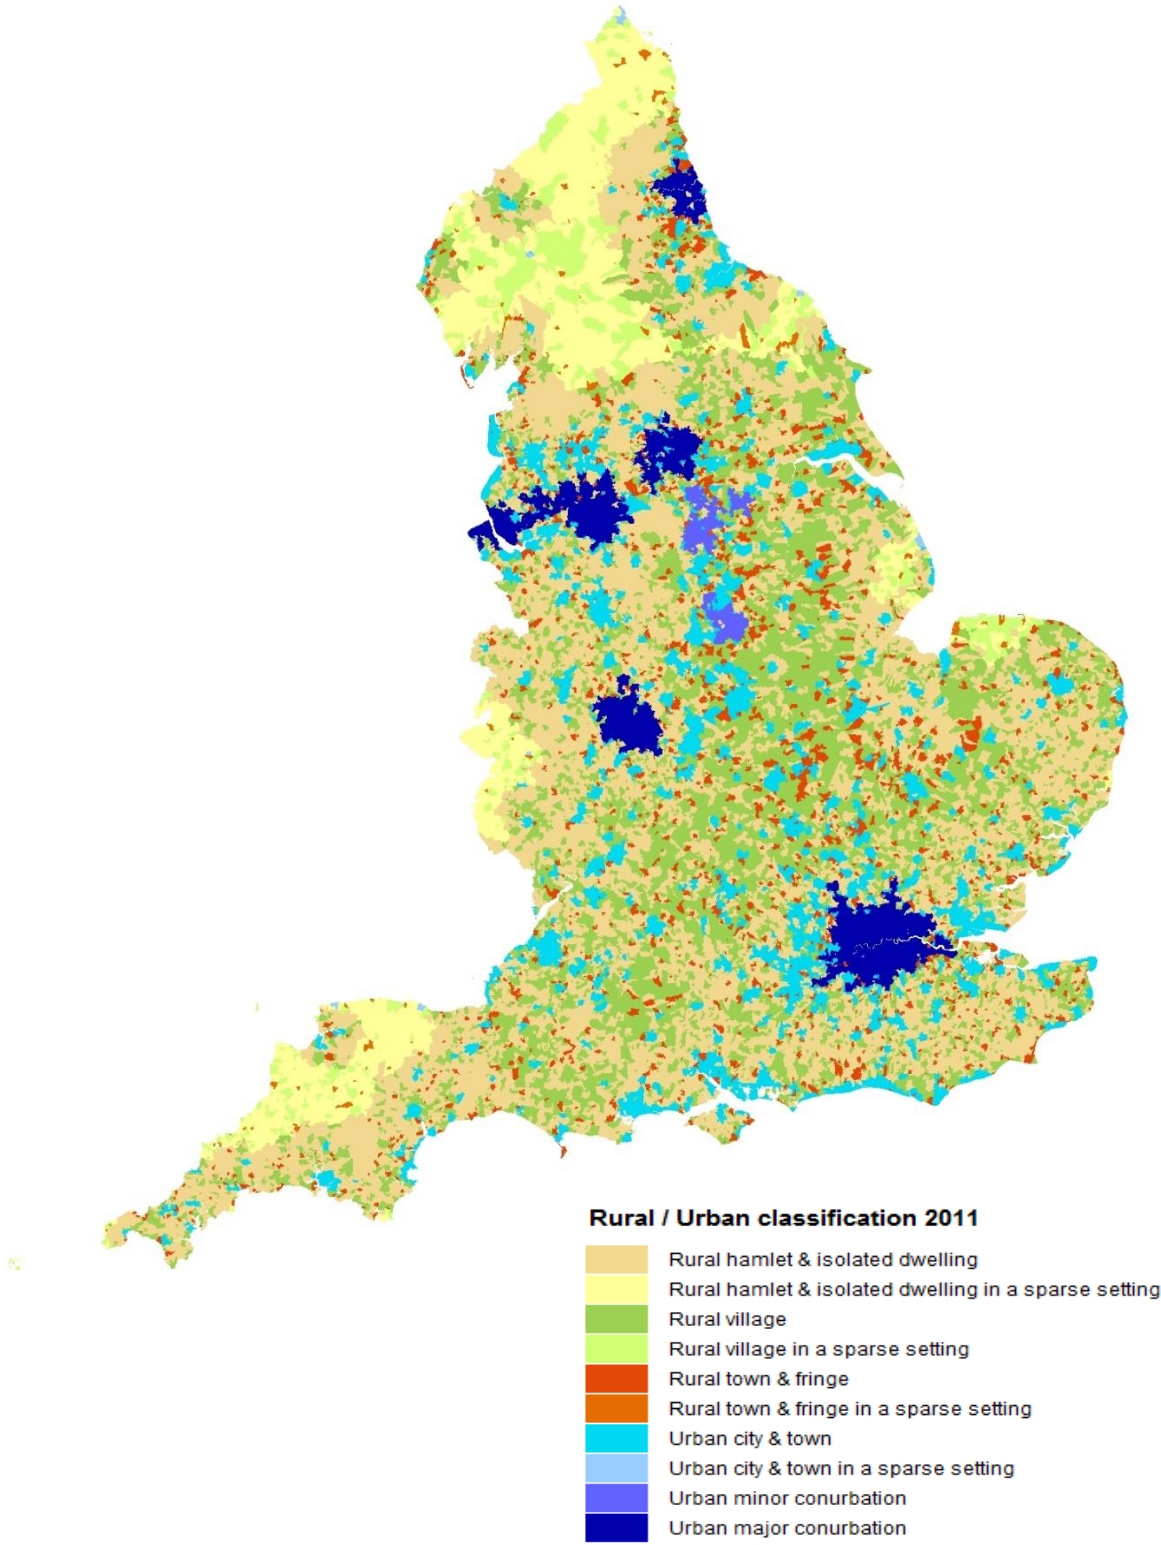 Rural / Urban classification 2011
Rural hamlet & isolated dwelling
Rural hamlet & isolated dwelling in a sparse setting
Rural village
Rural village in a sparse setting
Rural town & fringe
Rural town & fringe in a sparse setting
Urban city & town
Urban city & town in a sparse setting
Urban minor conurbation
Urban major conurbation